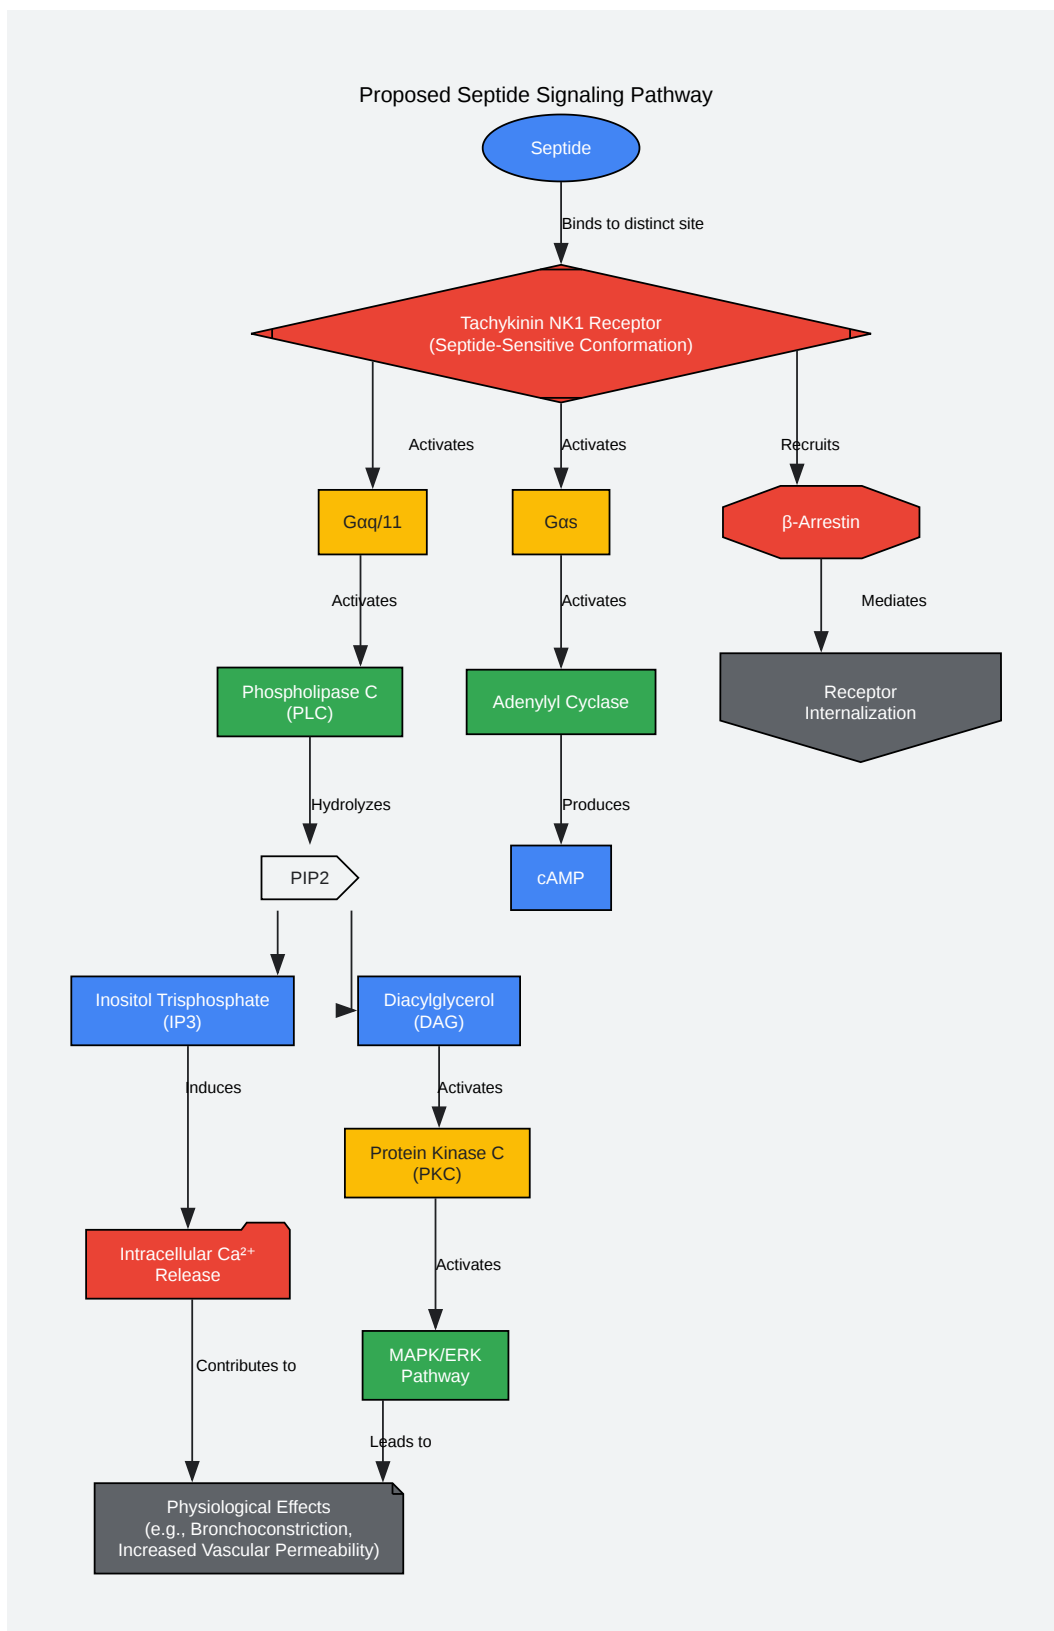 Proposed Septide Signaling Pathway
Septide
Binds to distinct site
Tachykinin NK1 Receptor
(Septide-Sensitive Conformation)
Activates
Activates
Recruits
Gαq/11
Gαs
β-Arrestin
Activates
Activates
Mediates
Phospholipase C
(PLC)
Adenylyl Cyclase
Receptor
Internalization
Hydrolyzes
Produces
PIP2
cAMP
Inositol Trisphosphate
(IP3)
Diacylglycerol
(DAG)
Induces
Activates
Protein Kinase C
(PKC)
Intracellular Ca²⁺
Release
Activates
Contributes to
MAPK/ERK
Pathway
Leads to
Physiological Effects
(e.g., Bronchoconstriction,
Increased Vascular Permeability)